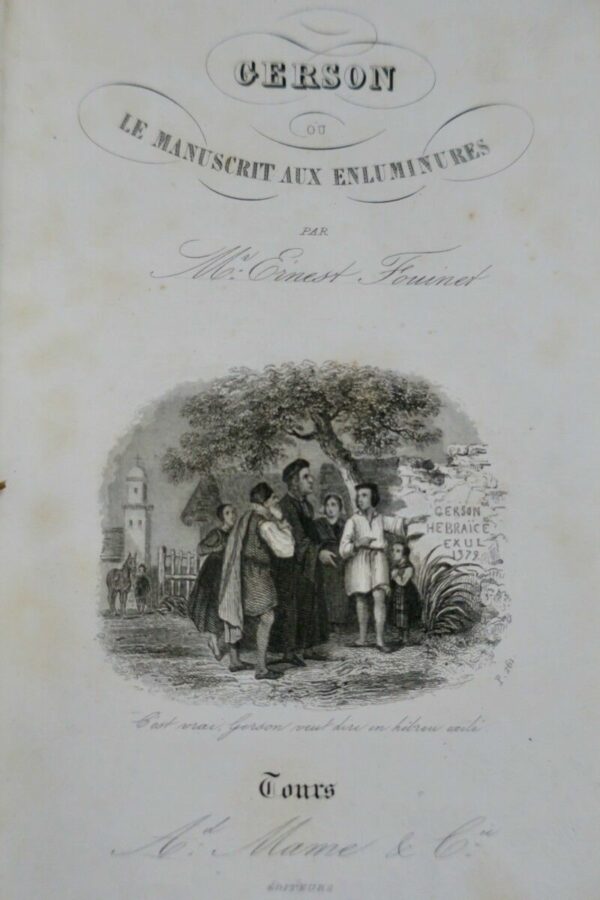 GERSON
OU
LE MANUSCRIT AUX ENLUMINURES
PAR
Mr. Ernest Fouinet
GERSON
HEBRAÏCE
EXUL
1379
C'est vrai, Gerson veut dire en hébreu exilé
Tours
Ad. Mame & Cie
ÉDITEURS